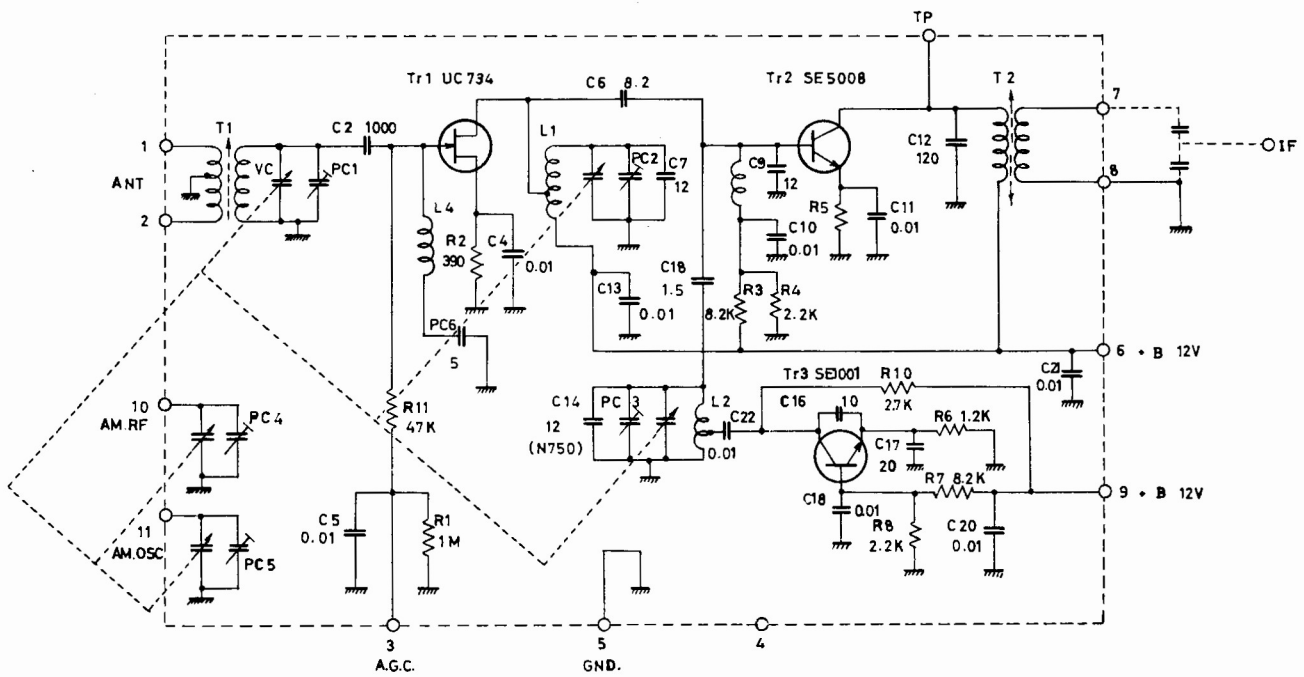 TP
Tr1 UC734
C6 8.2
Tr2 SE5008
T2
7
1
T1
C2 1000
L1
VC
PC1
PC2
C7
12
C9
12
C12
120
IF
ANT
8
2
L4
R2
390
C4
0.01
C10
0.01
R5
C11
0.01
C18
1.5
C13
0.01
R3
8.2K
R4
2.2K
PC6
5
6 + B 12V
C21
0.01
Tr3 SE1001
R10
2.7K
10
AM.RF
PC4
R11
47K
C14
12
(N750)
PC 3
L2
C22
0.01
C16
10
R6 1.2K
C17
20
R7 8.2K
9 + B 12V
C18
0.01
R8
2.2K
C20
0.01
11
AM.OSC
PC5
C5
0.01
R1
1M
3
A.G.C.
5
GND.
4